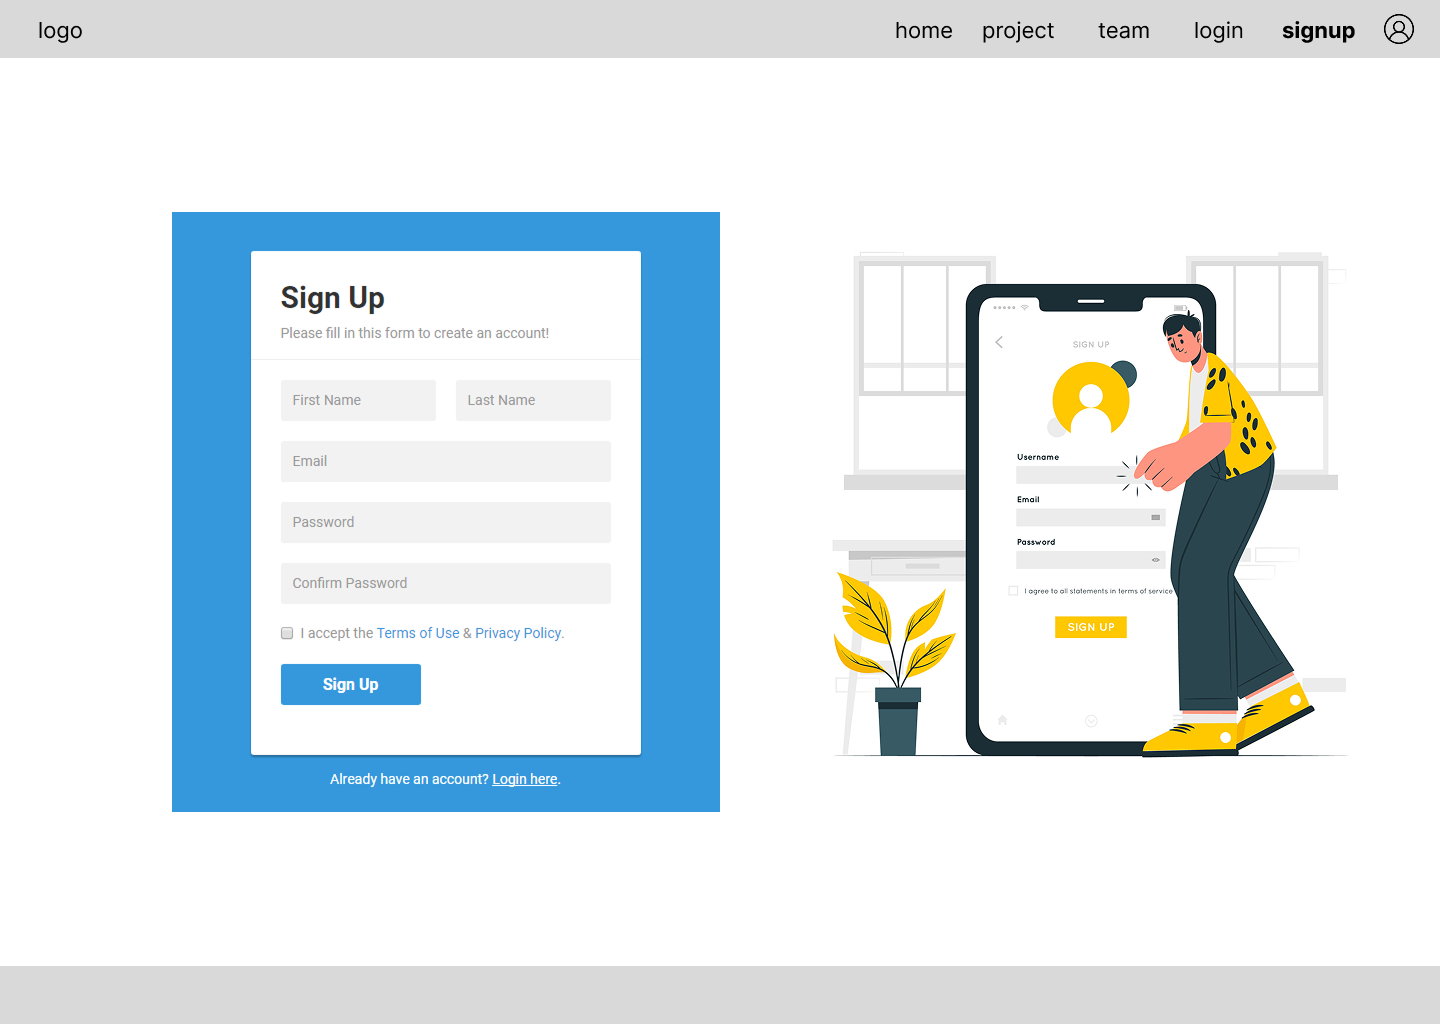 logo
home project team login signup
Sign Up
Please fill in this form to create an account!
First Name Last Name
Email
Password
Confirm Password
I accept the Terms of Use & Privacy Policy.
Sign Up
Already have an account? Login here.
SIGN UP
Username
Email
Password
I agree to all statements in terms of service
SIGN UP